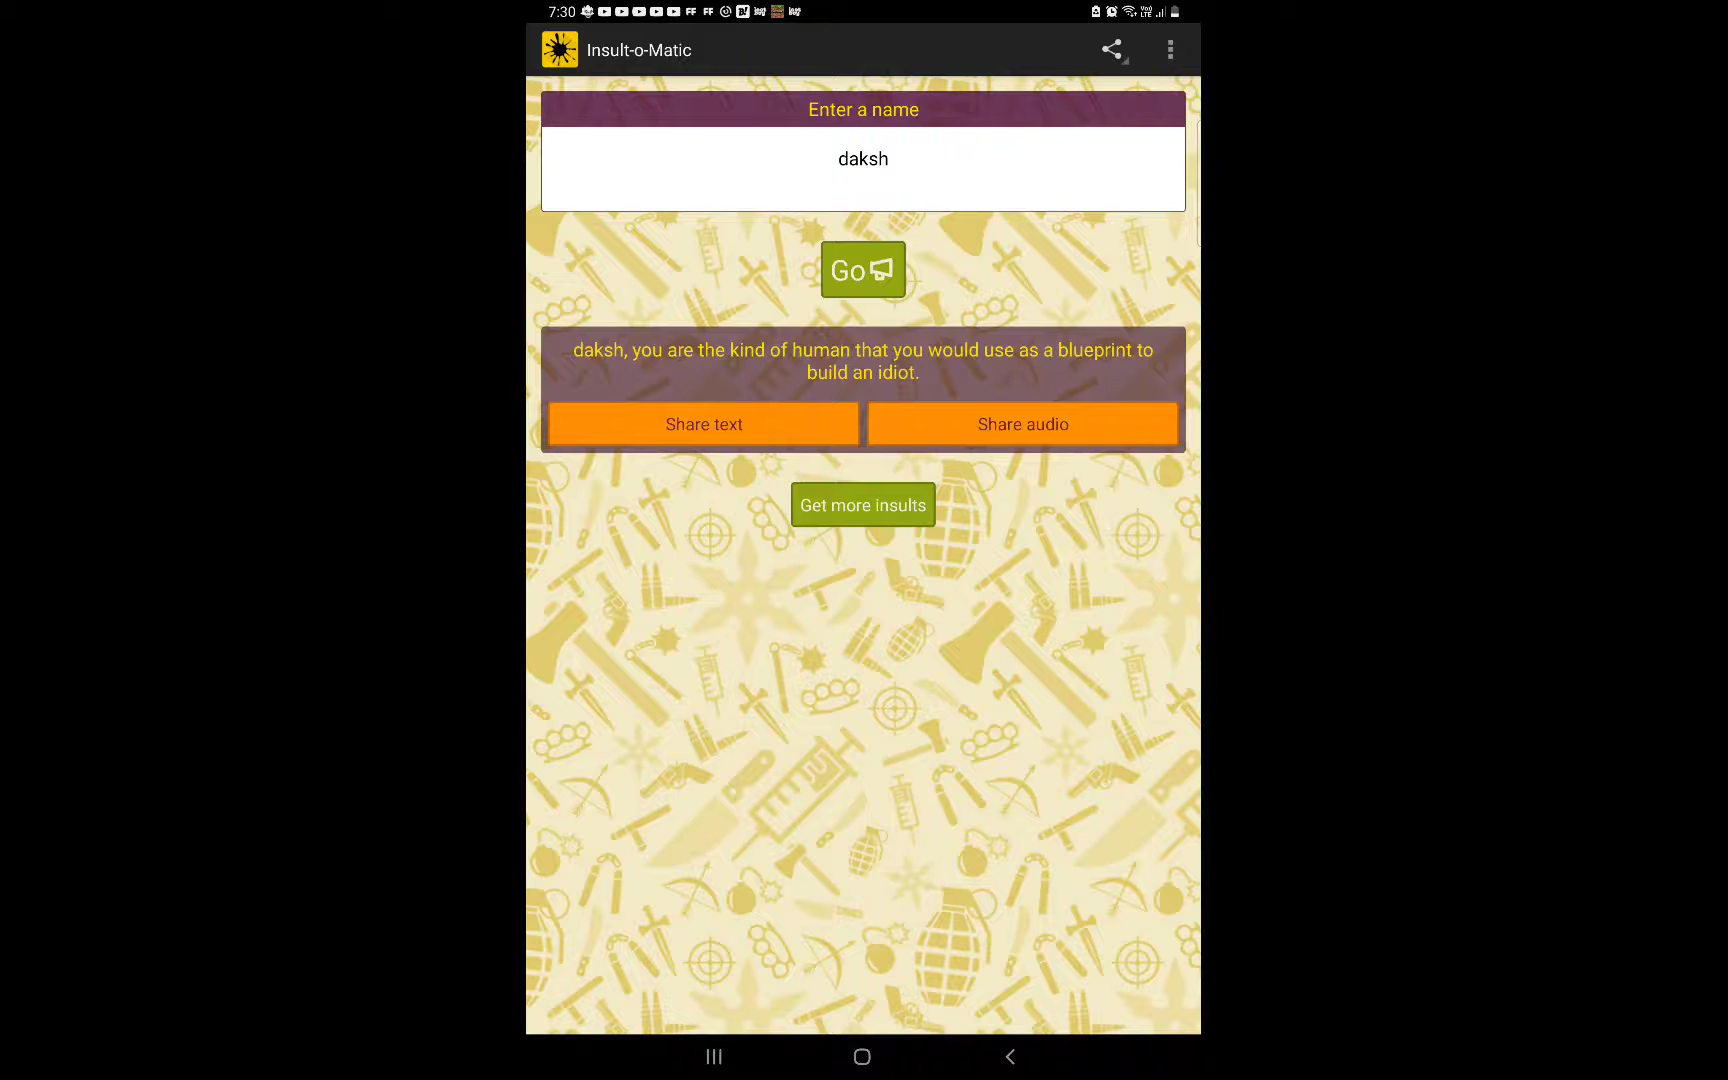 7:30
Insult-o-Matic
Enter a name
daksh
Go
daksh, you are the kind of human that you would use as a blueprint to
build an idiot.
Share text
Share audio
Get more insults